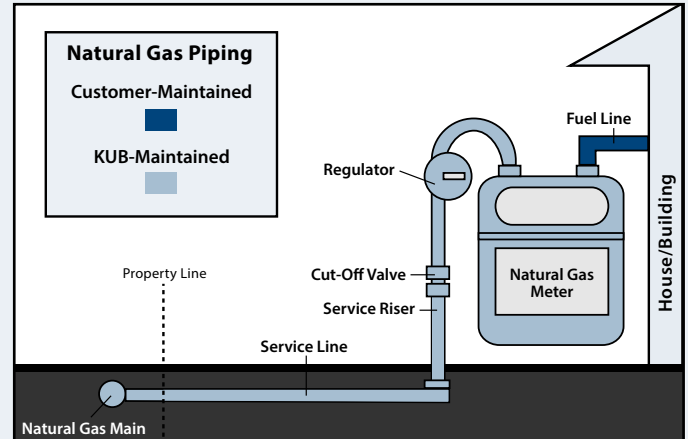 Natural Gas Piping
Customer-Maintained
KUB-Maintained
Fuel Line
Regulator
House/Building
Property Line
Cut-Off Valve
Natural Gas
Meter
Service Riser
Service Line
Natural Gas Main